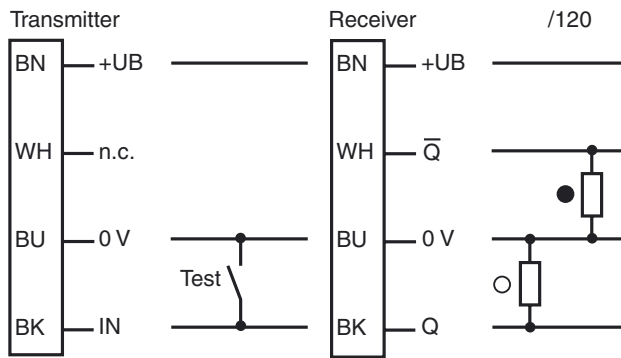 Transmitter Receiver /120
BN +UB BN +UB
WH n.c. WH Q̅
BU 0 V BU 0 V
Test
BK IN BK Q